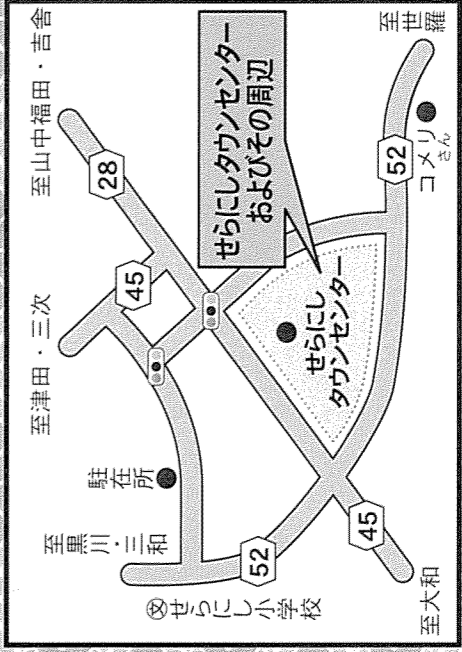 至山中福田・吉舎
至世羅
28
せらにしタウンセンター
およびその周辺
52
コメリ
さん
至津田・三次
45
せらにし
タウンセンター
駐在所
至黒川・三和
52
45
文せらにし小学校
至大和